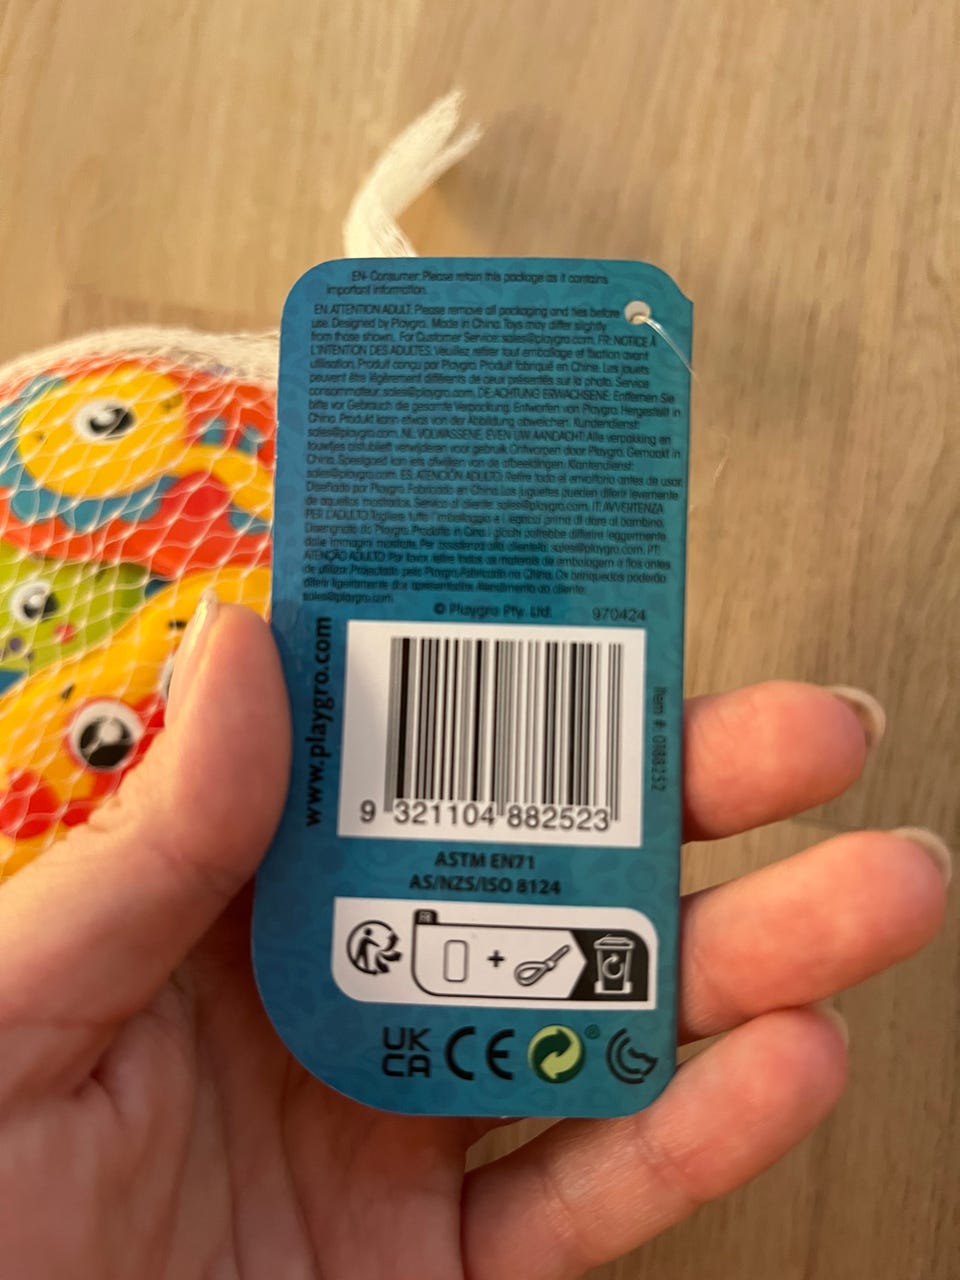 EN- Consumer: Please retain this package as it contains
important information.
EN. ATTENTION ADULT: Please remove all packaging and ties before
use. Designed by Playgro. Made in China. Toys may differ slightly
from those shown. For Customer Service: sales@playgro.com. FR: NOTICE À
L'INTENTION DES ADULTES. Veuillez retirer tout emballage et fixation avant
utilisation. Produit conçu par Playgro. Produit fabriqué en Chine. Les jouets
peuvent être légèrement différents de ceux présentés sur la photo. Service
consommateur: sales@playgro.com. DE: ACHTUNG ERWACHSENE: Entfernen Sie
bitte vor Gebrauch die gesamte Verpackung. Entworfen von Playgro. Hergestellt in
China. Produkt kann etwas von der Abbildung abweichen. Kundendienst:
sales@playgro.com. NL: VOLWASSENE, EVEN UW AANDACHT: Alle verpakking en
touwtjes alstublieft verwijderen voor gebruik. Ontworpen door Playgro. Gemaakt in
China. Speelgoed kan iets afwijken van de afbeeldingen. Klantendienst:
sales@playgro.com. ES: ATENCIÓN ADULTO: Retire todo el envoltorio antes de usar.
Diseñado por Playgro. Fabricado en China. Los juguetes pueden diferir levemente
de aquellos mostrados. Servicio al cliente: sales@playgro.com. IT: AVVERTENZA
PER L'ADULTO: Togliere tutto l'imballaggio e i legacci prima di dare al bambino.
Disegnato da Playgro. Prodotto in Cina. I giochi potrebbe differire leggermente
dalle immagini mostrate. Per assistenza alla clientela: sales@playgro.com. PT:
ATENÇÃO ADULTO: Por favor, retire todos os materiais de embalagem e fios antes
de utilizar. Projectado pela Playgro. Fabricado na China. Os brinquedos poderão
diferir ligeiramente dos apresentados. Atendimento ao cliente:
sales@playgro.com
© Playgro Pty. Ltd. 970424
www.playgro.com
Item #: 0188252
9 321104 882523
ASTM EN71
AS/NZS/ISO 8124
FR
+
UK
CA CE